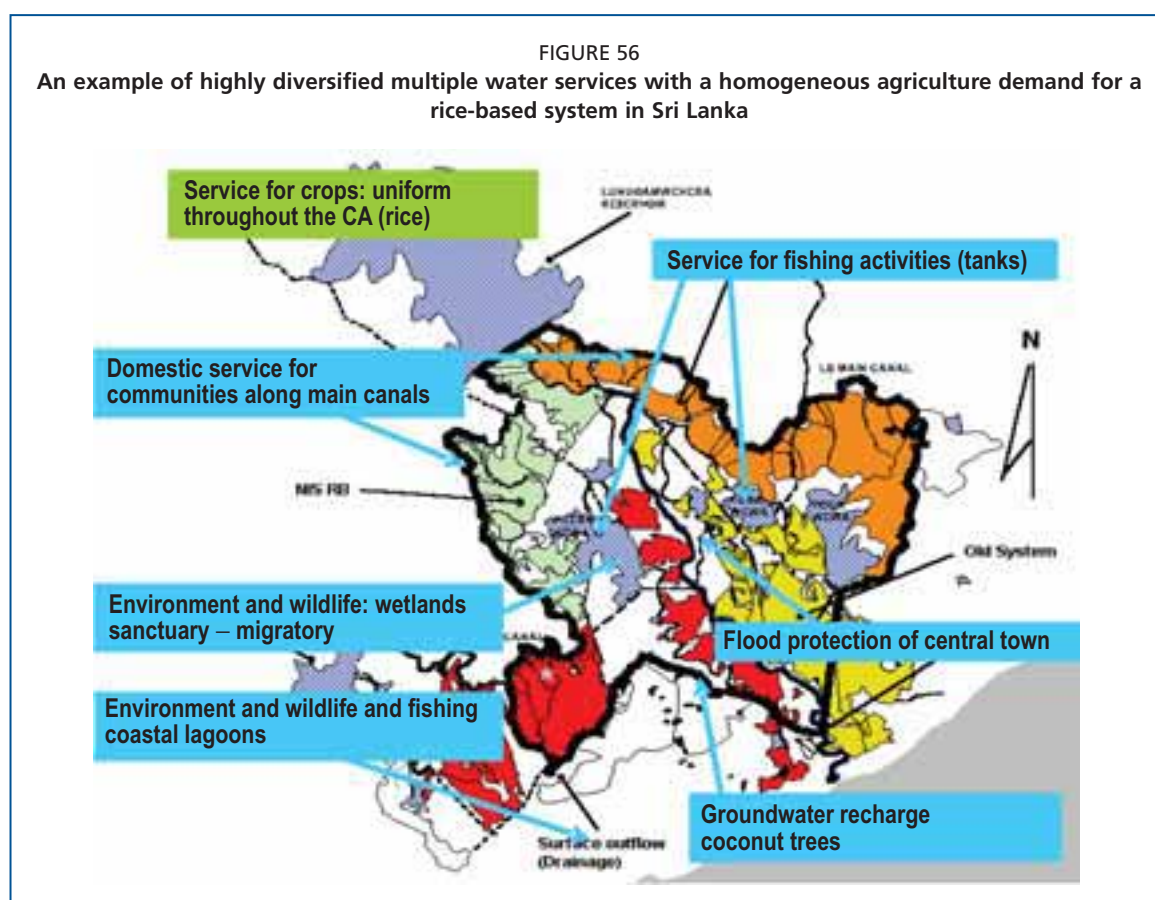 FIGURE 56
An example of highly diversified multiple water services with a homogeneous agriculture demand for a
rice-based system in Sri Lanka
Service for crops: uniform
throughout the CA (rice)
Service for fishing activities (tanks)
N
Domestic service for
communities along main canals
LB MAIN CANAL
Old System
Environment and wildlife: wetlands
sanctuary – migratory
CANAL
Flood protection of central town
Environment and wildlife and fishing
coastal lagoons
Groundwater recharge
coconut trees
Surface outflow
(Drainage)